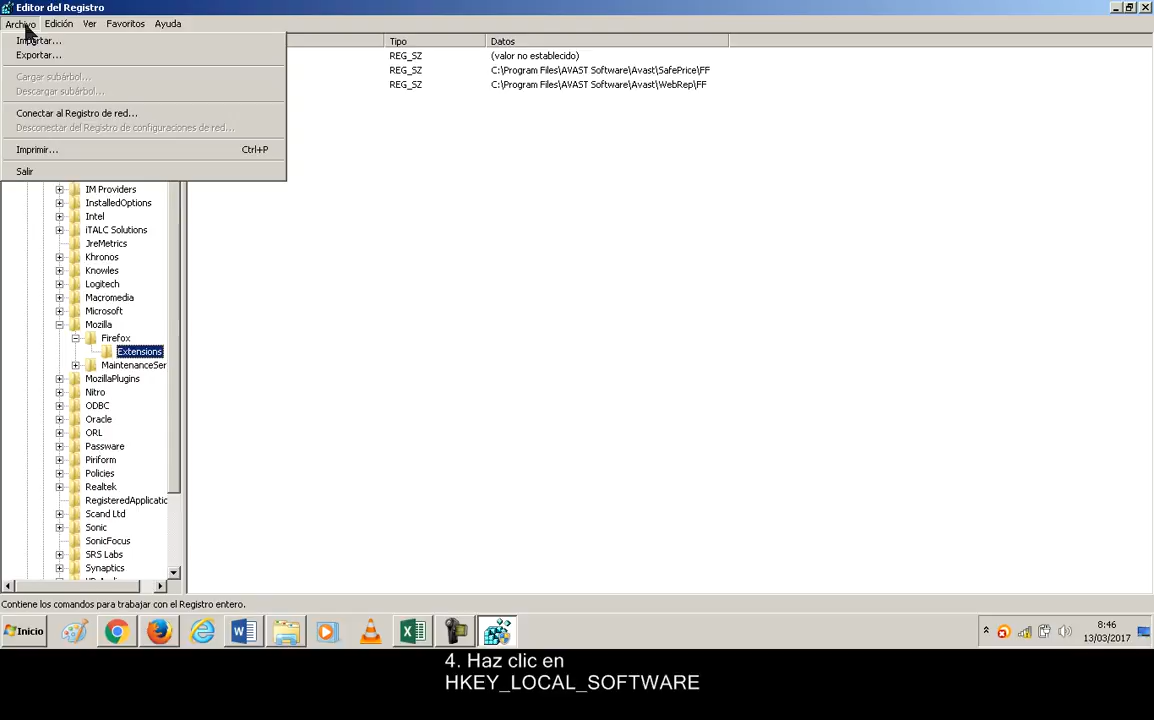 Editor del Registro
Archivo Edición Ver Favoritos Ayuda
Importar...
Exportar...
Cargar subárbol...
Descargar subárbol...
Conectar al Registro de red...
Desconectar del Registro de configuraciones de red...
Imprimir... Ctrl+P
Salir
Tipo Datos
REG_SZ (valor no establecido)
REG_SZ C:\Program Files\AVAST Software\Avast\SafePrice\FF
REG_SZ C:\Program Files\AVAST Software\Avast\WebRep\FF
IM Providers
InstalledOptions
Intel
iTALC Solutions
JreMetrics
Khronos
Knowles
Logitech
Macromedia
Microsoft
Mozilla
Firefox
Extensions
MaintenanceSer
MozillaPlugins
Nitro
ODBC
Oracle
ORL
Passware
Piriform
Policies
Realtek
RegisteredApplicatio
Scand Ltd
Sonic
SonicFocus
SRS Labs
Synaptics
Contiene los comandos para trabajar con el Registro entero.
Inicio
8:46
13/03/2017
4. Haz clic en
HKEY_LOCAL_SOFTWARE